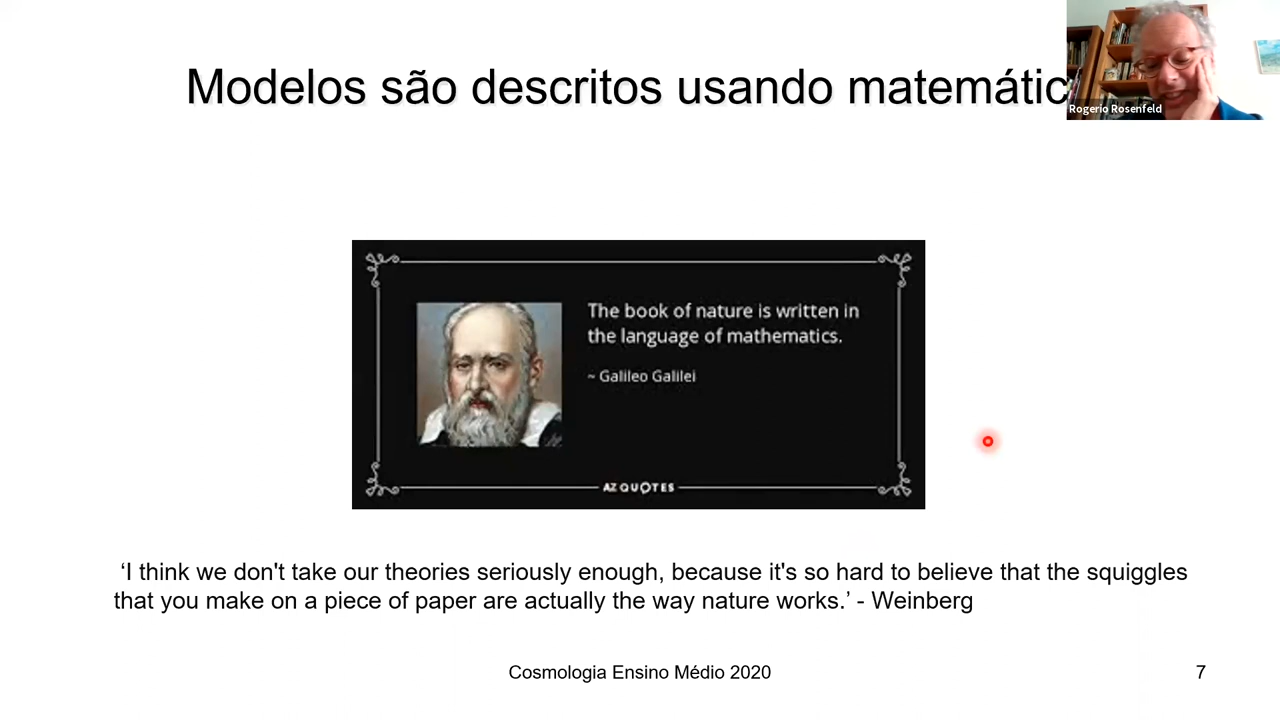 Modelos são descritos usando matemátic
Rogerio Rosenfeld
The book of nature is written in
the language of mathematics.
~ Galileo Galilei
AZ QUOTES
‘I think we don't take our theories seriously enough, because it's so hard to believe that the squiggles
that you make on a piece of paper are actually the way nature works.’ - Weinberg
Cosmologia Ensino Médio 2020
7